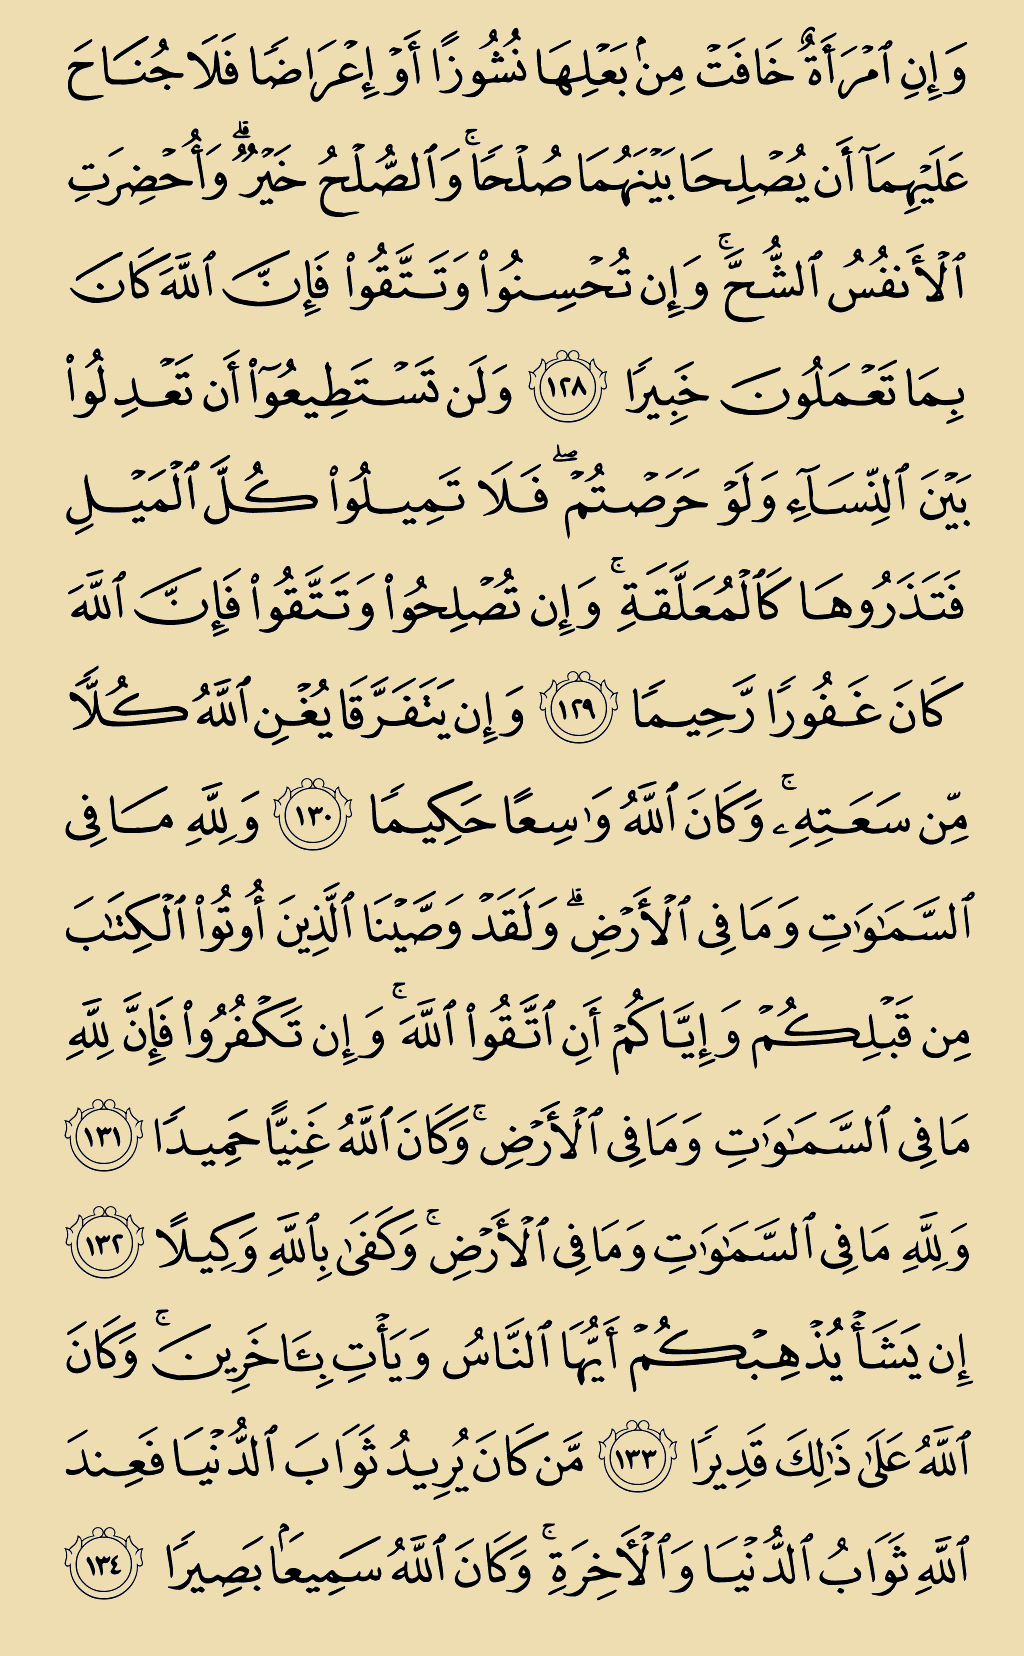 وَإِنِ ٱمۡرَأَةٌ خَافَتۡ مِنۢ بَعۡلِهَا نُشُوزًا أَوۡ إِعۡرَاضٗا فَلَا جُنَاحَ
عَلَيۡهِمَآ أَن يُصۡلِحَا بَيۡنَهُمَا صُلۡحٗاۚ وَٱلصُّلۡحُ خَيۡرٞۗ وَأُحۡضِرَتِ
ٱلۡأَنفُسُ ٱلشُّحَّۚ وَإِن تُحۡسِنُواْ وَتَتَّقُواْ فَإِنَّ ٱللَّهَ كَانَ
بِمَا تَعۡمَلُونَ خَبِيرٗا ١٢٨ وَلَن تَسۡتَطِيعُوٓاْ أَن تَعۡدِلُواْ
بَيۡنَ ٱلنِّسَآءِ وَلَوۡ حَرَصۡتُمۡۖ فَلَا تَمِيلُواْ كُلَّ ٱلۡمَيۡلِ
فَتَذَرُوهَا كَٱلۡمُعَلَّقَةِۚ وَإِن تُصۡلِحُواْ وَتَتَّقُواْ فَإِنَّ ٱللَّهَ
كَانَ غَفُورٗا رَّحِيمٗا ١٢٩ وَإِن يَتَفَرَّقَا يُغۡنِ ٱللَّهُ كُلّٗا
مِّن سَعَتِهِۦۚ وَكَانَ ٱللَّهُ وَٰسِعًا حَكِيمٗا ١٣٠ وَلِلَّهِ مَا فِي
ٱلسَّمَٰوَٰتِ وَمَا فِي ٱلۡأَرۡضِۗ وَلَقَدۡ وَصَّيۡنَا ٱلَّذِينَ أُوتُواْ ٱلۡكِتَٰبَ
مِن قَبۡلِكُمۡ وَإِيَّاكُمۡ أَنِ ٱتَّقُواْ ٱللَّهَۚ وَإِن تَكۡفُرُواْ فَإِنَّ لِلَّهِ
مَا فِي ٱلسَّمَٰوَٰتِ وَمَا فِي ٱلۡأَرۡضِۚ وَكَانَ ٱللَّهُ غَنِيًّا حَمِيدٗا ١٣١
وَلِلَّهِ مَا فِي ٱلسَّمَٰوَٰتِ وَمَا فِي ٱلۡأَرۡضِۚ وَكَفَىٰ بِٱللَّهِ وَكِيلًا ١٣٢
إِن يَشَأۡ يُذۡهِبۡكُمۡ أَيُّهَا ٱلنَّاسُ وَيَأۡتِ بِـَٔاخَرِينَۚ وَكَانَ
ٱللَّهُ عَلَىٰ ذَٰلِكَ قَدِيرٗا ١٣٣ مَّن كَانَ يُرِيدُ ثَوَابَ ٱلدُّنۡيَا فَعِندَ
ٱللَّهِ ثَوَابُ ٱلدُّنۡيَا وَٱلۡأٓخِرَةِۚ وَكَانَ ٱللَّهُ سَمِيعَۢا بَصِيرٗا ١٣٤